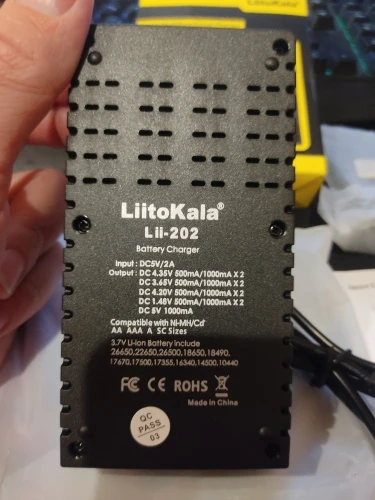 LiitoKala
LiitoKala®
Lii-202
Battery Charger
Input : DC5V/2A
Output : DC 4.35V 500mA/1000mA X 2
DC 3.65V 500mA/1000mA X 2
DC 4.20V 500mA/1000mA X 2
DC 1.48V 500mA/1000mA X 2
DC 5V 1000mA
Compatible with Ni-MH/Cd
AA AAA A SC Sizes
3.7V Li-ion Battery Include
26650,22650,26500,18650,18490,
17670,17500,17355,16340,14500,10440
FC CE ROHS
Made in China
QC
PASS
03